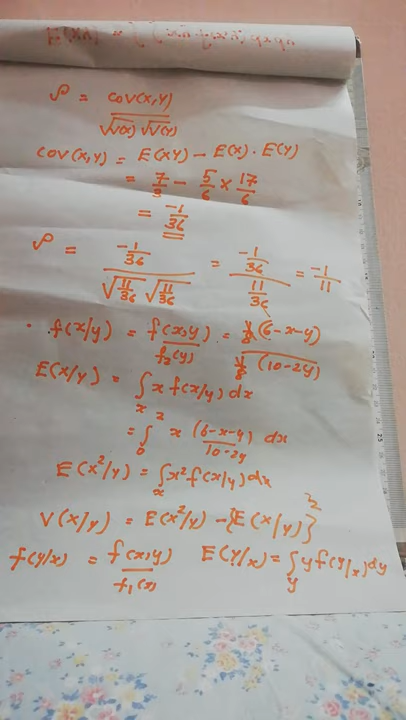 ρ = cov(x,y) / √V(x) √V(y)
cov(x,y) = E(XY) - E(x) · E(y)
= 7/3 - 5/6 × 17/6
= -1/36
ρ = (-1/36) / (√11/36 √11/36) = (-1/36) / (11/36) = -1/11
· f(x/y) = f(x,y) / f₂(y) = 1/8 (6-x-y) / 1/8 (10-2y)
E(x/y) = ∫ₓ x f(x/y) dx
= ∫₀² x (6-x-y) / 10-2y dx
E(x²/y) = ∫ₓ x² f(x/y) dx
V(x/y) = E(x²/y) - {E(x/y)}²
f(y/x) = f(x,y) / f₁(x) E(y/x) = ∫y y f(y/x) dy